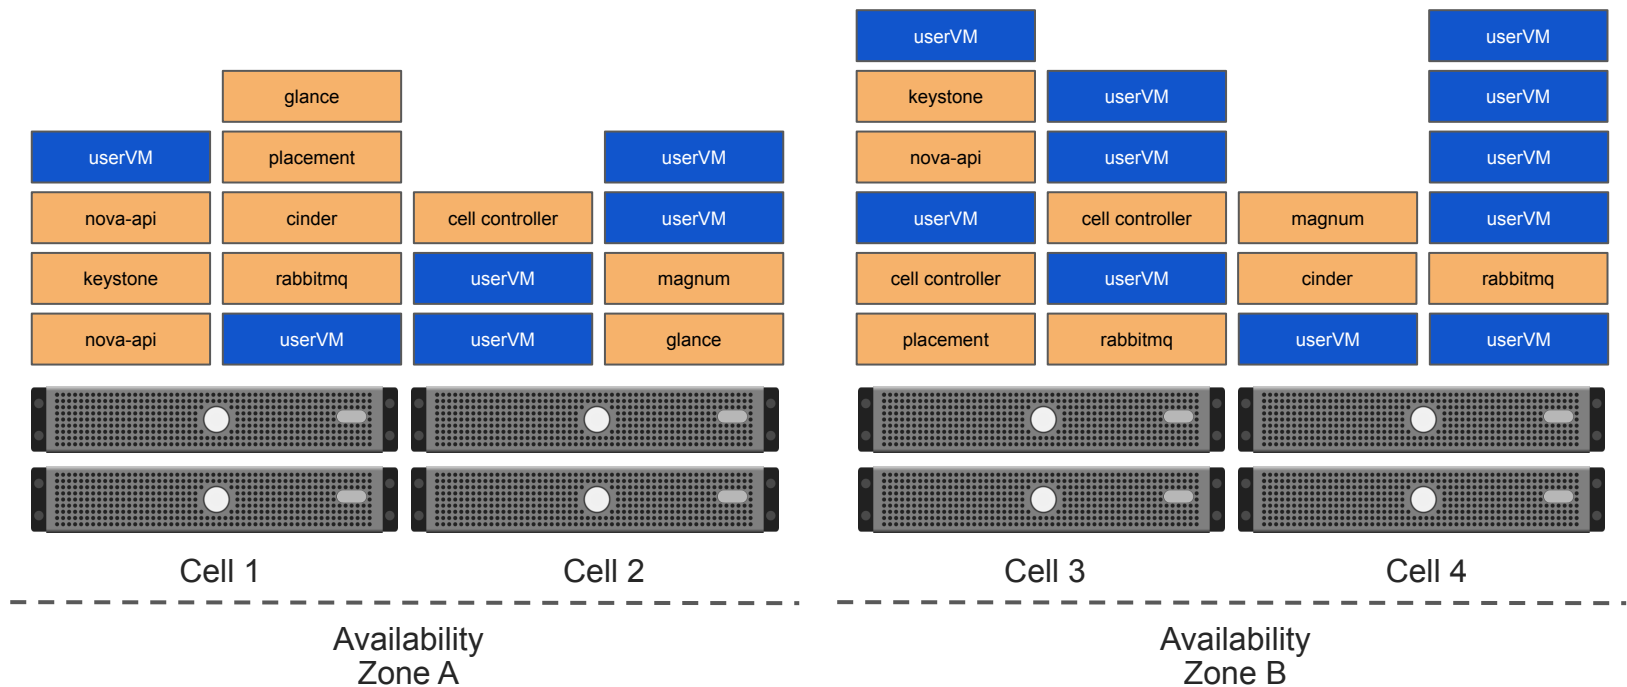 userVM
userVM
glance
keystone
userVM
userVM
userVM
placement
userVM
nova-api
userVM
userVM
nova-api
cinder
cell controller
userVM
userVM
cell controller
magnum
userVM
keystone
rabbitmq
userVM
magnum
cell controller
userVM
cinder
rabbitmq
nova-api
userVM
userVM
glance
placement
rabbitmq
userVM
userVM
Cell 1
Cell 2
Cell 3
Cell 4
Availability
Zone A
Availability
Zone B